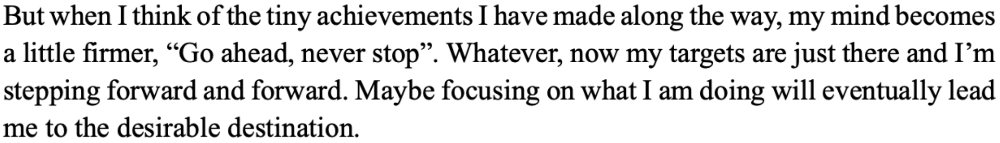 But when I think of the tiny achievements I have made along the way, my mind becomes
a little firmer, “Go ahead, never stop”. Whatever, now my targets are just there and I’m
stepping forward and forward. Maybe focusing on what I am doing will eventually lead
me to the desirable destination.